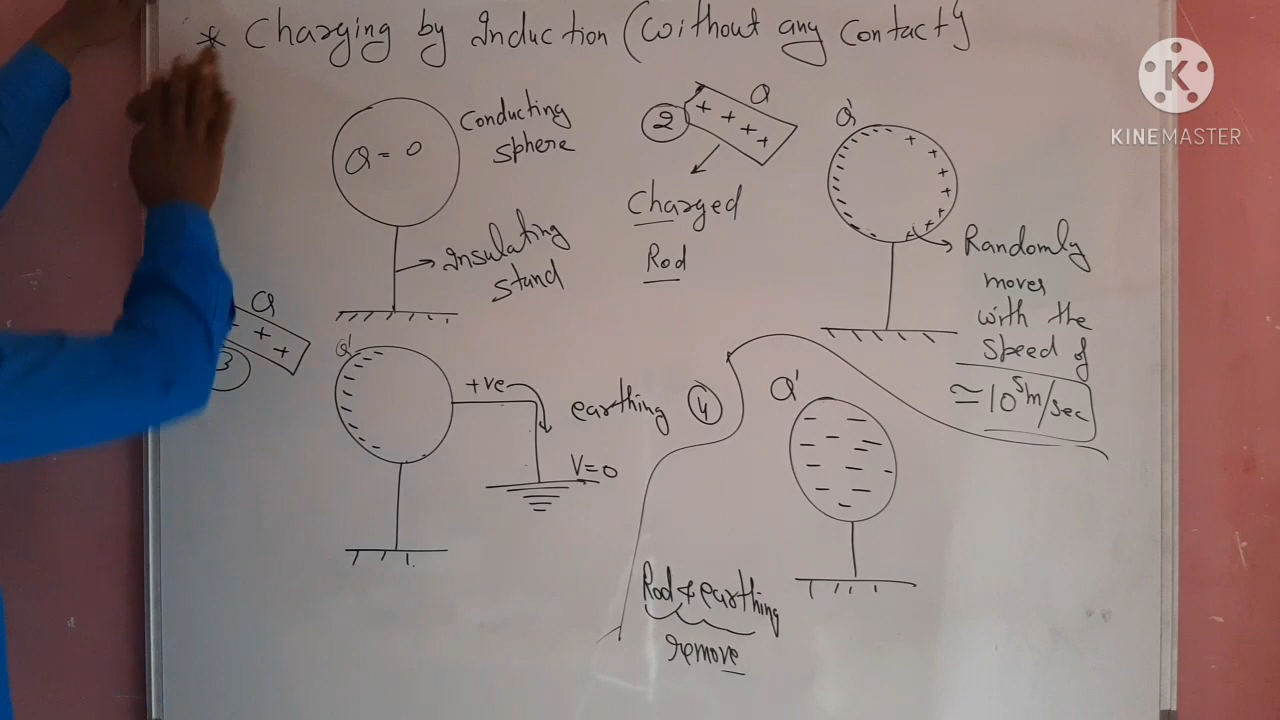 * Charging by Induction (Without any contact)
Q = 0
Conducting
sphere
Insulating
stand
2
+ + + +
Q
Charged
Rod
Q'
Randomly
moves
with the
speed of
≃ 10⁵m/sec
Q
+ +
3
Q'
+ve
earthing
V=0
4
Q'
Rod & earthing
remove
K
KINEMASTER